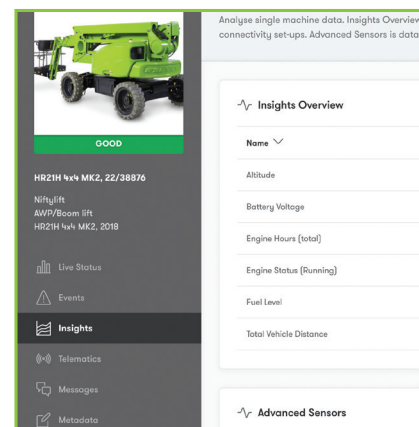 Analyse single machine data. Insights Overview
connectivity set-ups. Advanced Sensors is data
GOOD
HR21H 4x4 MK2, 22/38876
Niftylift
AWP/Boom lift
HR21H 4x4 MK2, 2018
Live Status
Events
Insights
Telematics
Messages
Metadata
Insights Overview
Name
Altitude
Battery Voltage
Engine Hours (total)
Engine Status (Running)
Fuel Level
Total Vehicle Distance
Advanced Sensors